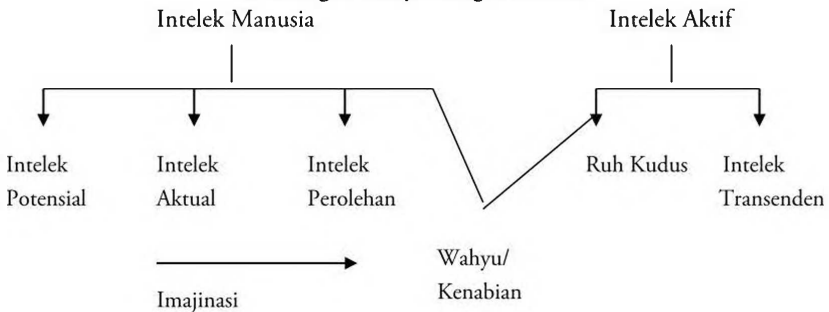 Intelek Manusia
Intelek Aktif
Intelek
Potensial
Intelek
Aktual
Intelek
Perolehan
Ruh Kudus
Intelek
Transenden
Wahyu/
Kenabian
Imajinasi